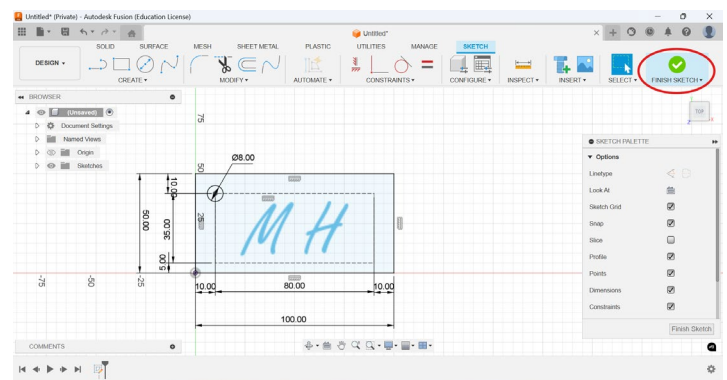 Untitled* (Private) - Autodesk Fusion (Education License)
Untitled*
SOLID SURFACE MESH SHEET METAL PLASTIC UTILITIES MANAGE SKETCH
DESIGN
CREATE MODIFY AUTOMATE CONSTRAINTS CONFIGURE INSPECT INSERT SELECT FINISH SKETCH
BROWSER
(Unsaved)
Document Settings
Named Views
Origin
Sketches
TOP
SKETCH PALETTE
Options
Linetype
Look At
Sketch Grid
Snap
Slice
Profile
Points
Dimensions
Constraints
Finish Sketch
75
50
25
-75
-50
-25
Ø8.00
10.00
50.00
35.00
5.00
M H
10.00 80.00 10.00
100.00
COMMENTS